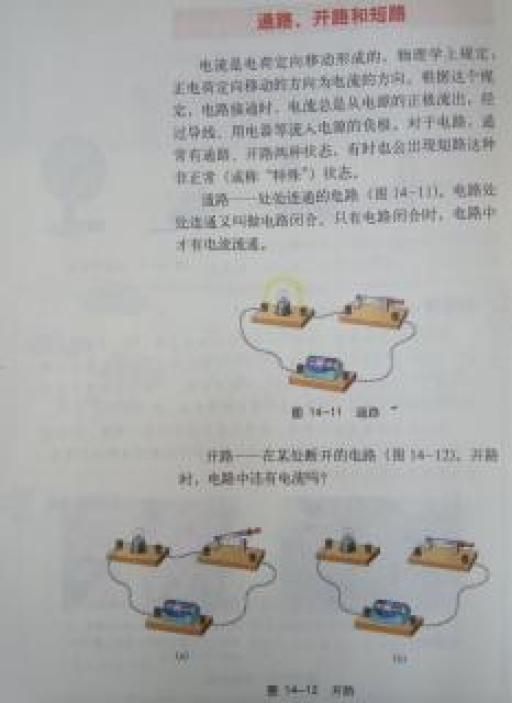 通路、开路和短路
电流是电荷定向移动形成的。物理学上规定，
正电荷定向移动的方向为电流的方向。根据这个规
定，电路接通时，电流总是从电源的正极流出，经
过导线、用电器等流入电源的负极。对于电路，通
常有通路、开路两种状态，有时也会出现短路这种
非正常（或称“特殊”）状态。
通路——处处连通的电路（图 14-11）。电路处
处连通又叫做电路闭合。只有电路闭合时，电路中
才有电流流通。
图 14-11 通路
开路——在某处断开的电路（图 14-12）。开路
时，电路中还有电流吗？
(a)
(b)
图 14-12 开路